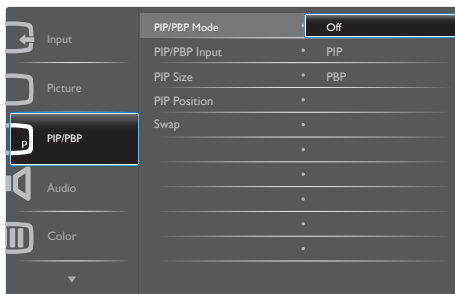 Input
Picture
P
PIP/PBP
Audio
Color
PIP/PBP Mode • Off
PIP/PBP Input • PIP
PIP Size • PBP
PIP Position •
Swap •
•
•
•
•
•